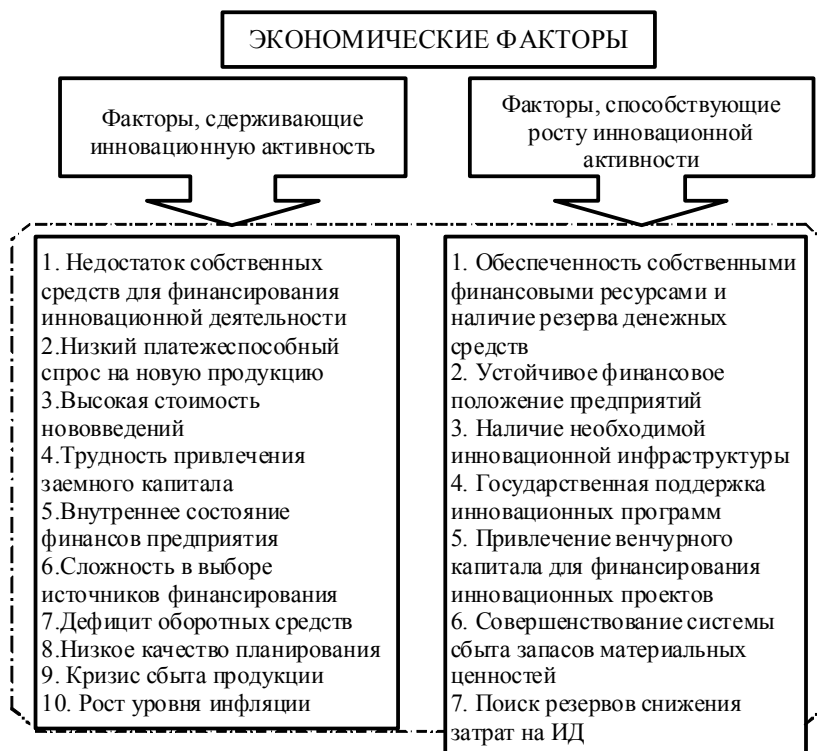 ЭКОНОМИЧЕСКИЕ ФАКТОРЫ
Факторы, сдерживающие
инновационную активность
Факторы, способствующие
росту инновационной
активности
1. Недостаток собственных
средств для финансирования
инновационной деятельности
2.Низкий платежеспособный
спрос на новую продукцию
3.Высокая стоимость
нововведений
4.Трудность привлечения
заемного капитала
5.Внутреннее состояние
финансов предприятия
6.Сложность в выборе
источников финансирования
7.Дефицит оборотных средств
8.Низкое качество планирования
9. Кризис сбыта продукции
10. Рост уровня инфляции
1. Обеспеченность собственными
финансовыми ресурсами и
наличие резерва денежных
средств
2. Устойчивое финансовое
положение предприятий
3. Наличие необходимой
инновационной инфраструктуры
4. Государственная поддержка
инновационных программ
5. Привлечение венчурного
капитала для финансирования
инновационных проектов
6. Совершенствование системы
сбыта запасов материальных
ценностей
7. Поиск резервов снижения
затрат на ИД